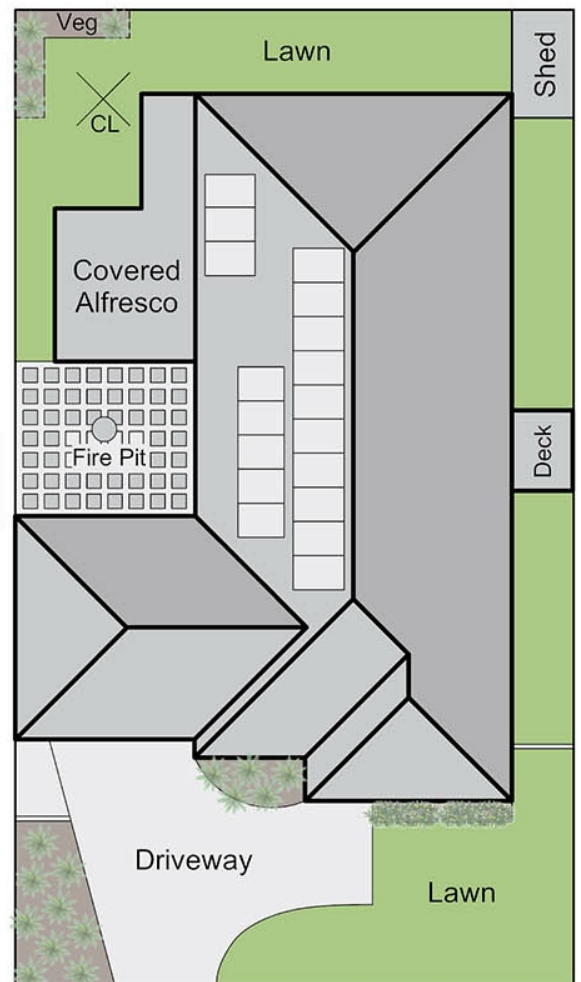 Veg
Lawn
Shed
CL
Covered
Alfresco
Deck
Fire Pit
Driveway
Lawn